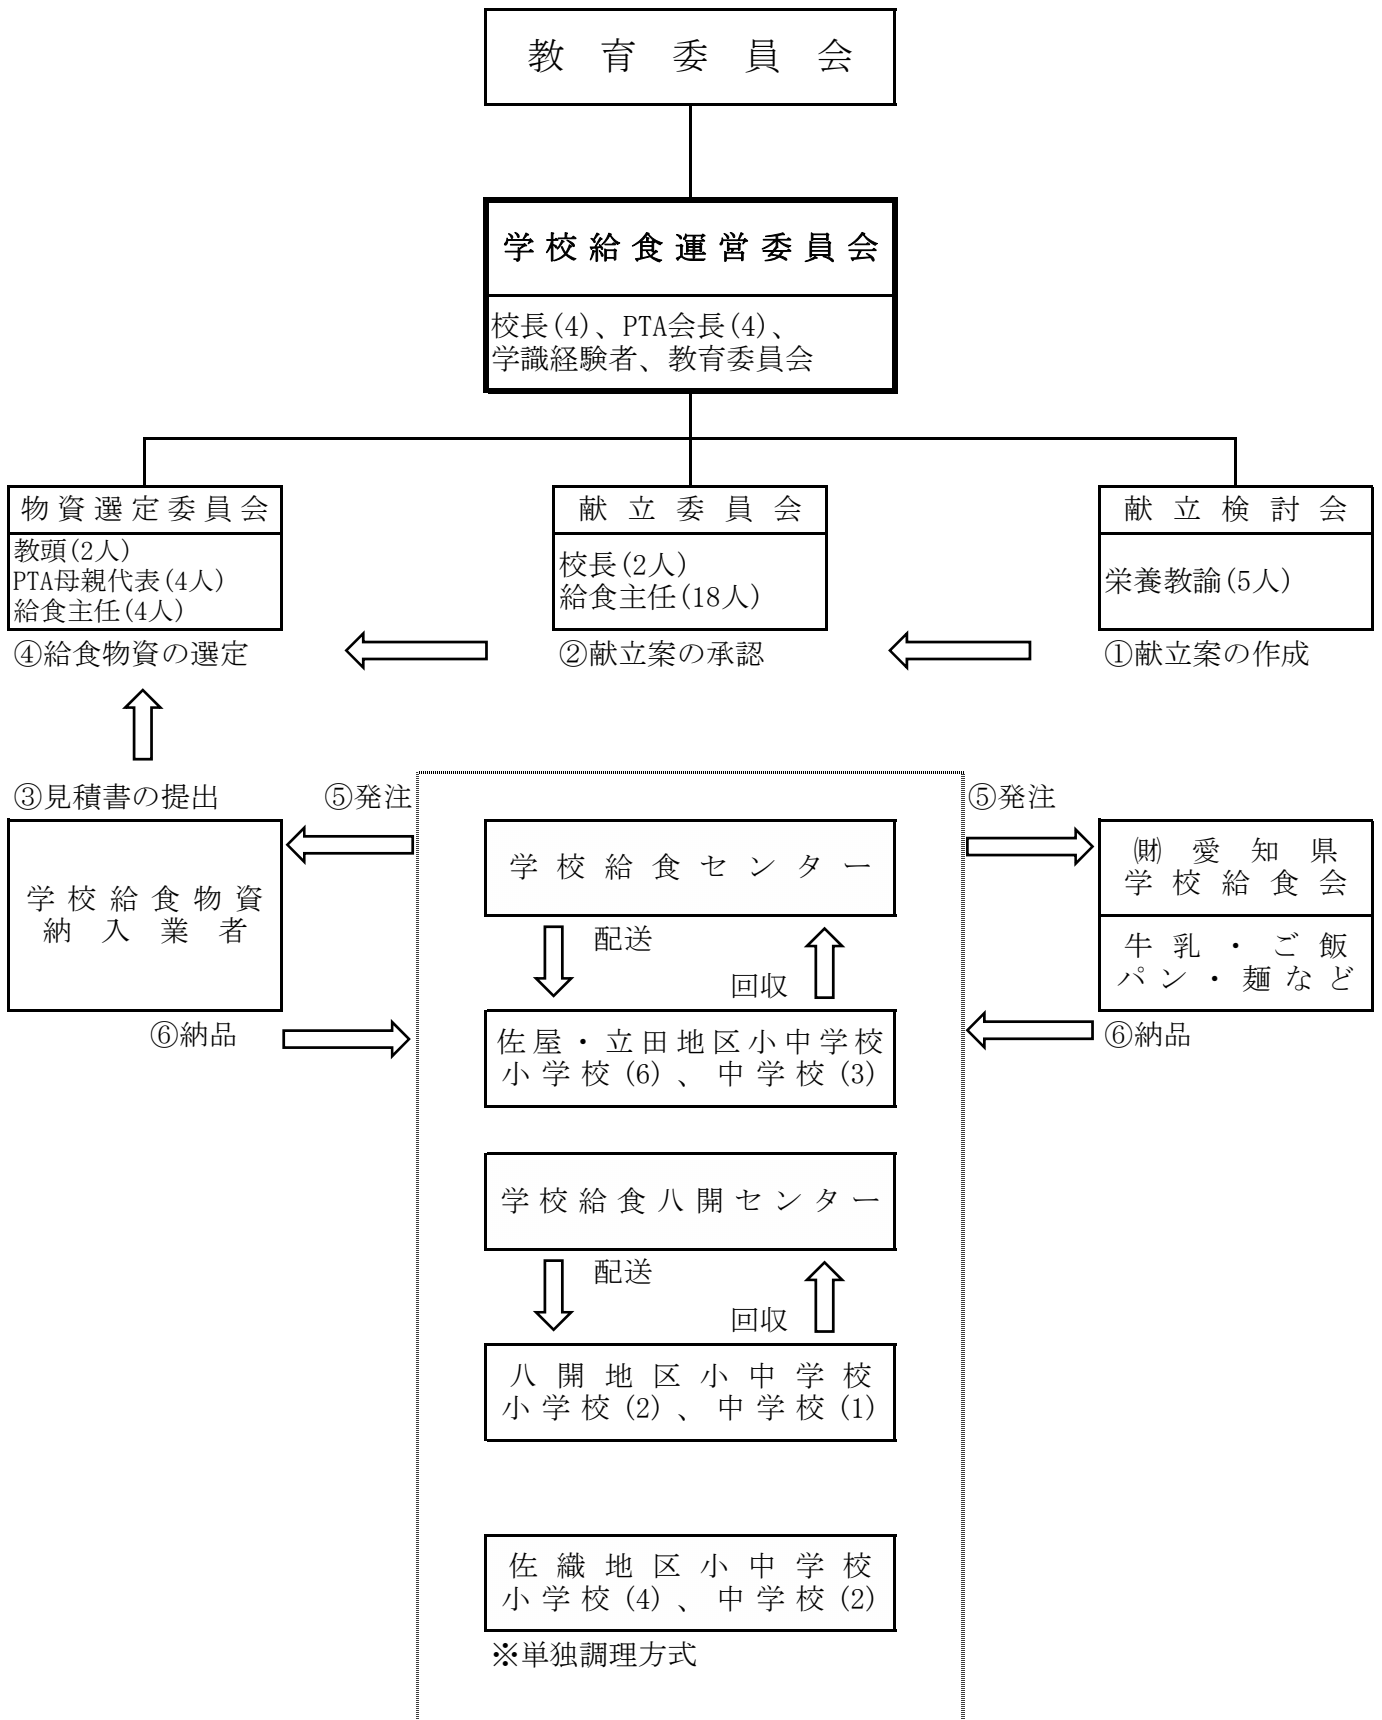 教育委員会
学校給食運営委員会
校長(4)、PTA会長(4)、
学識経験者、教育委員会
物資選定委員会
教頭(2人)
PTA母親代表(4人)
給食主任(4人)
④給食物資の選定
献立委員会
校長(2人)
給食主任(18人)
②献立案の承認
献立検討会
栄養教諭(5人)
①献立案の作成
③見積書の提出
⑤発注
⑤発注
学校給食物資
納入業者
⑥納品
学校給食センター
配送
回収
佐屋・立田地区小中学校
小学校(6)、中学校(3)
㈶愛知県
学校給食会
牛乳・ご飯
パン・麺など
⑥納品
学校給食八開センター
配送
回収
八開地区小中学校
小学校(2)、中学校(1)
佐織地区小中学校
小学校(4)、中学校(2)
※単独調理方式